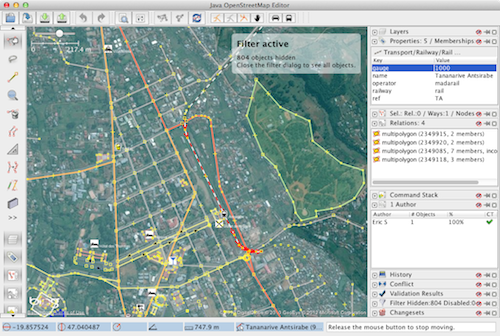 Java OpenStreetMap Editor
217.4 m
Filter active
804 objects hidden
Close the filter dialog to see all objects.
Layers
Properties: 5 / Memberships
Transport/Railway/Rail ...
Key Value
gauge 1000
name Tananarive Antsirabe
operator madarail
railway rail
ref TA
Sel.: Rel.:0 / Ways:1 / Nodes
Relations: 4
multipolygon (2349915, 2 members)
multipolygon (2349920, 2 members)
multipolygon (2349085, 7 members, inco
multipolygon (2349118, 3 members)
Command Stack
1 Author
Author # Objects % CT
Eric S 1 100%
History
Conflict
Validation Results
Filter Hidden:804 Disabled:0
Changesets
>>
bing
-19.857524 47.040487 747.9 m Tananarive Antsirabe (9... Release the mouse button to stop moving.